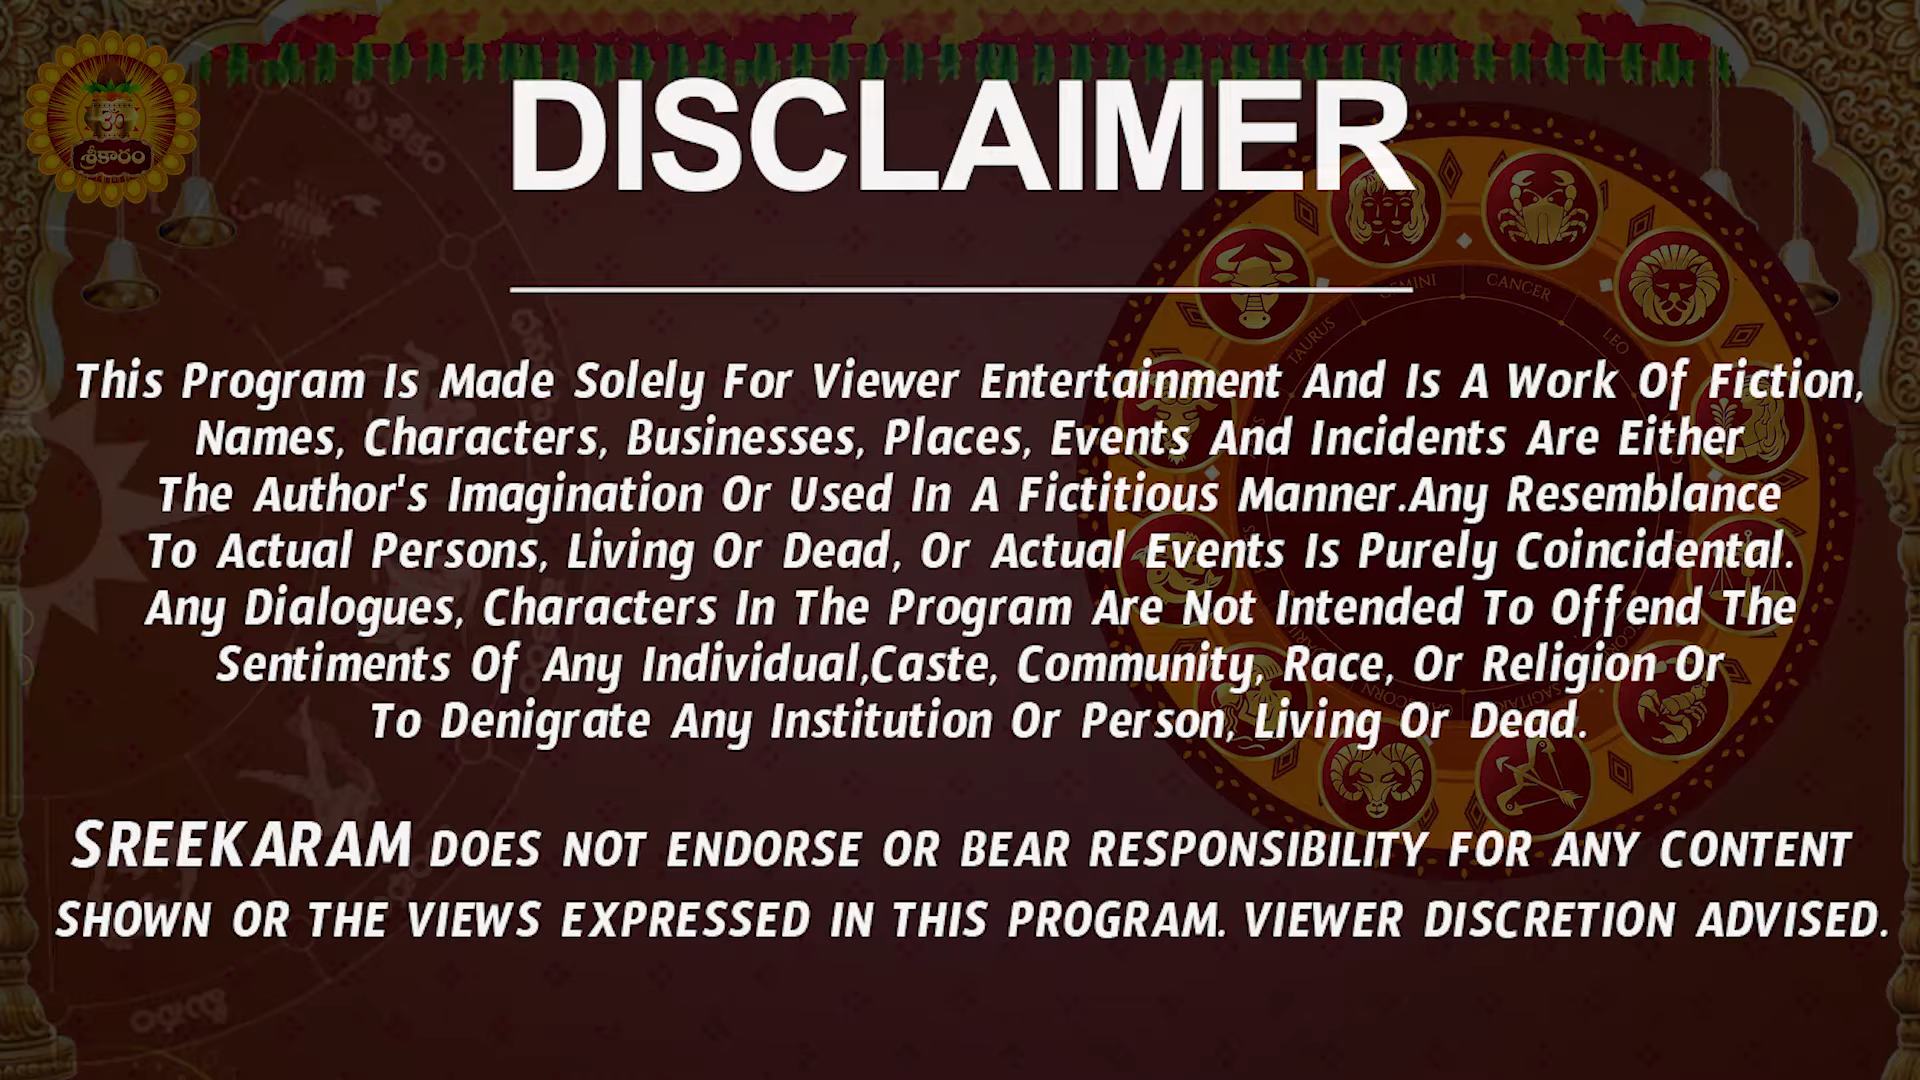 శ్రీకారం
DISCLAIMER
GEMINI
CANCER
TAURUS
LEO
This Program Is Made Solely For Viewer Entertainment And Is A Work Of Fiction,
Names, Characters, Businesses, Places, Events And Incidents Are Either
The Author's Imagination Or Used In A Fictitious Manner.Any Resemblance
To Actual Persons, Living Or Dead, Or Actual Events Is Purely Coincidental.
Any Dialogues, Characters In The Program Are Not Intended To Offend The
Sentiments Of Any Individual,Caste, Community, Race, Or Religion Or
To Denigrate Any Institution Or Person, Living Or Dead.
SREEKARAM DOES NOT ENDORSE OR BEAR RESPONSIBILITY FOR ANY CONTENT
SHOWN OR THE VIEWS EXPRESSED IN THIS PROGRAM. VIEWER DISCRETION ADVISED.